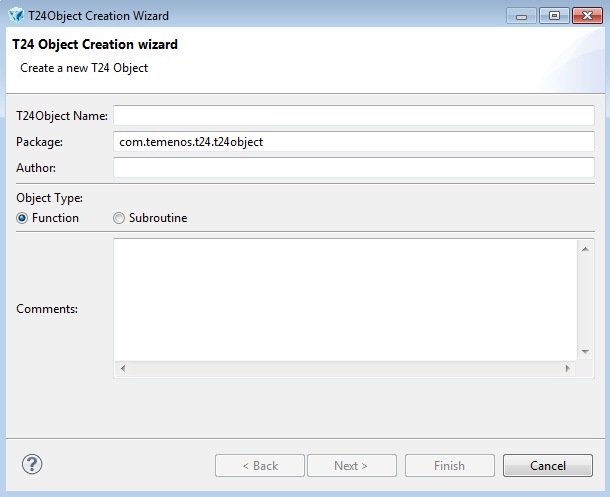 T24Object Creation Wizard
T24 Object Creation wizard
Create a new T24 Object
T24Object Name:
Package: com.temenos.t24.t24object
Author:
Object Type:
Function Subroutine
Comments:
?
< Back Next > Finish Cancel